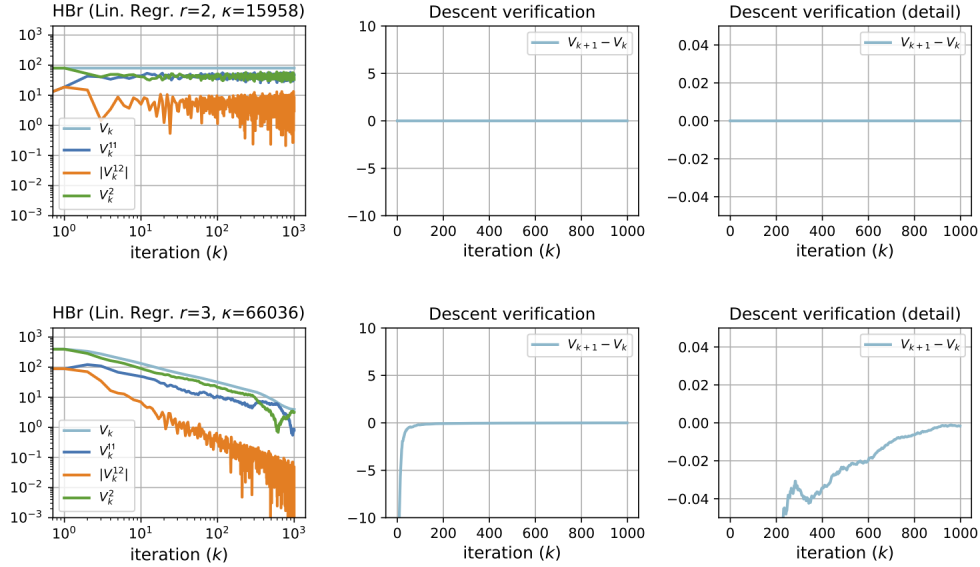 HBr (Lin. Regr. r=2, κ=15958)
10³
10²
10¹
10⁰
10⁻¹
10⁻²
10⁻³
V_k
V_k^11
|V_k^12|
V_k^2
10⁰ 10¹ 10² 10³
iteration (k)
Descent verification
10
5
0
−5
−10
V_{k+1} − V_k
0 200 400 600 800 1000
iteration (k)
Descent verification (detail)
0.04
0.02
0.00
−0.02
−0.04
V_{k+1} − V_k
0 200 400 600 800 1000
iteration (k)
HBr (Lin. Regr. r=3, κ=66036)
10³
10²
10¹
10⁰
10⁻¹
10⁻²
10⁻³
V_k
V_k^11
|V_k^12|
V_k^2
10⁰ 10¹ 10² 10³
iteration (k)
Descent verification
10
5
0
−5
−10
V_{k+1} − V_k
0 200 400 600 800 1000
iteration (k)
Descent verification (detail)
0.04
0.02
0.00
−0.02
−0.04
V_{k+1} − V_k
0 200 400 600 800 1000
iteration (k)